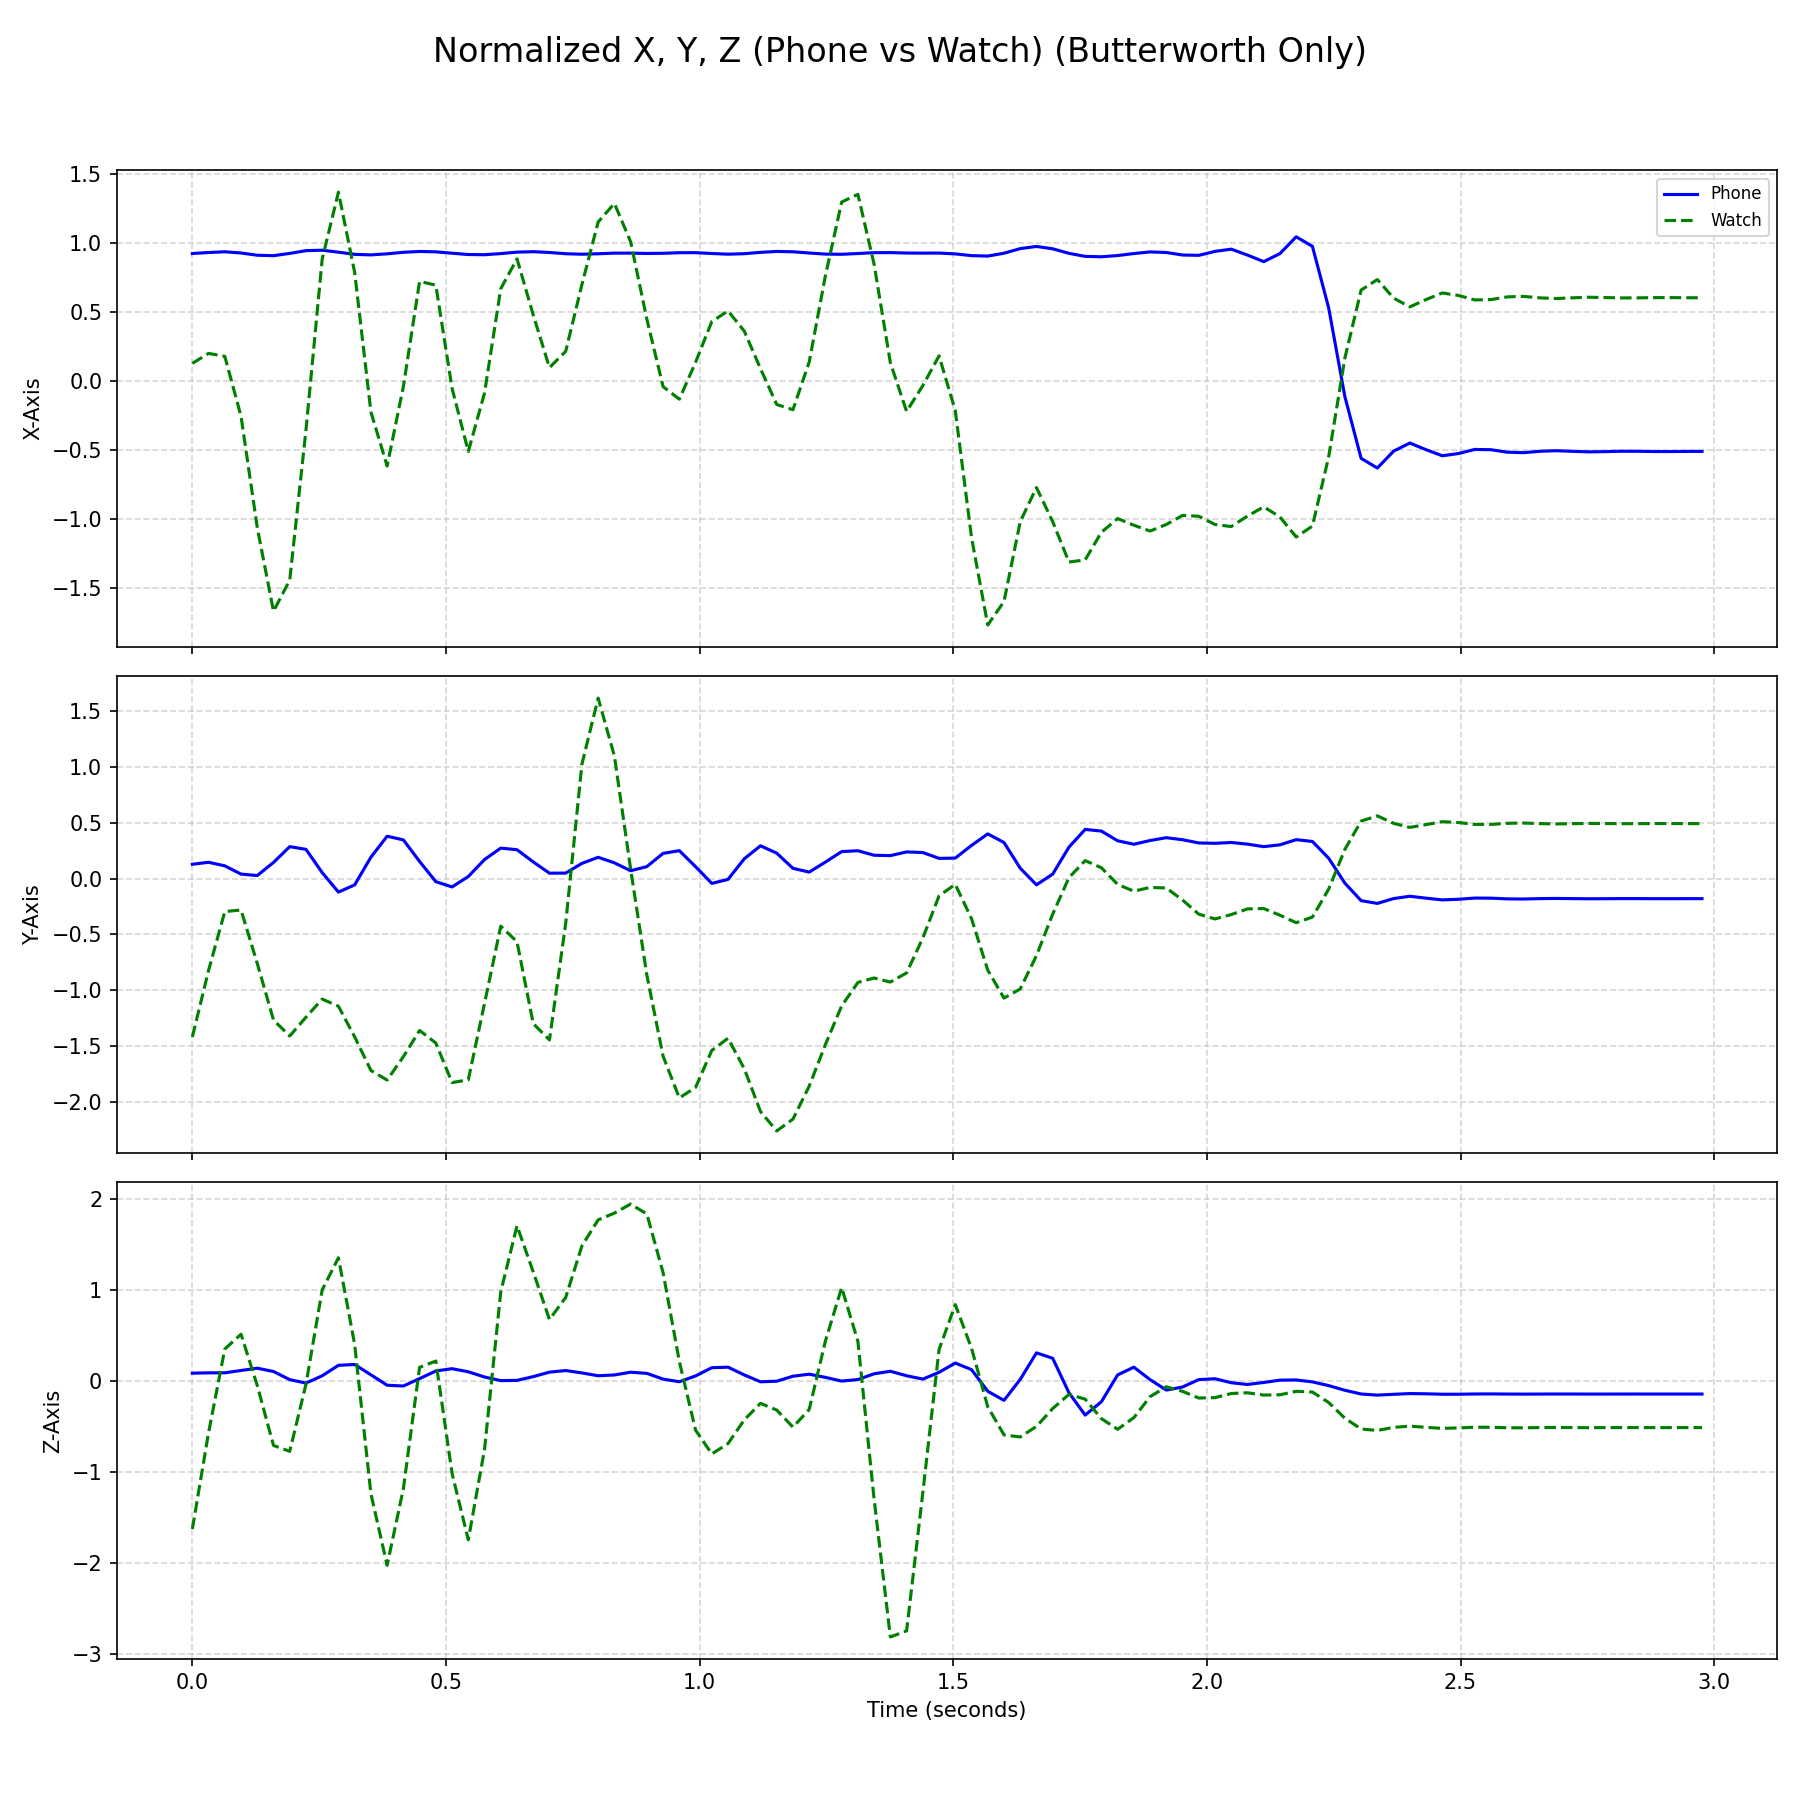 Normalized X, Y, Z (Phone vs Watch) (Butterworth Only)
Phone
Watch
1.5
1.0
0.5
0.0
−0.5
−1.0
−1.5
X-Axis
1.5
1.0
0.5
0.0
−0.5
−1.0
−1.5
−2.0
Y-Axis
2
1
0
−1
−2
−3
Z-Axis
0.0 0.5 1.0 1.5 2.0 2.5 3.0
Time (seconds)